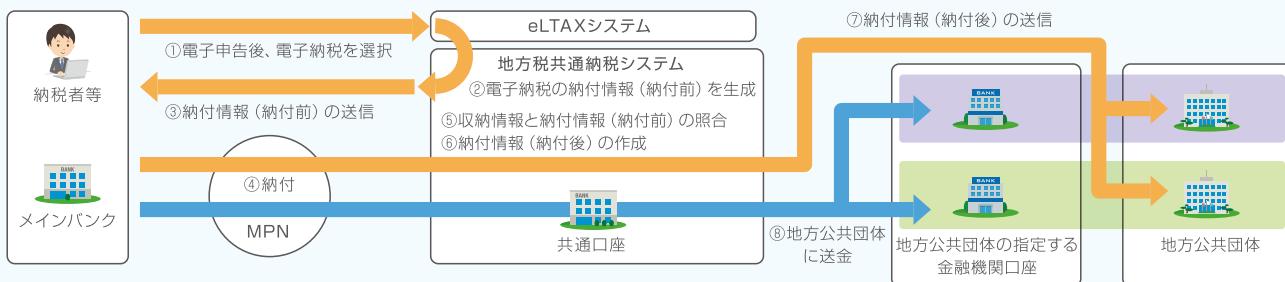 納税者等
BANK
メインバンク
①電子申告後、電子納税を選択
③納付情報（納付前）の送信
④納付
MPN
eLTAXシステム
地方税共通納税システム
②電子納税の納付情報（納付前）を生成
⑤収納情報と納付情報（納付前）の照合
⑥納付情報（納付後）の作成
BANK
共通口座
⑦納付情報（納付後）の送信
⑧地方公共団体
に送金
BANK
BANK
地方公共団体の指定する
金融機関口座
地方公共団体